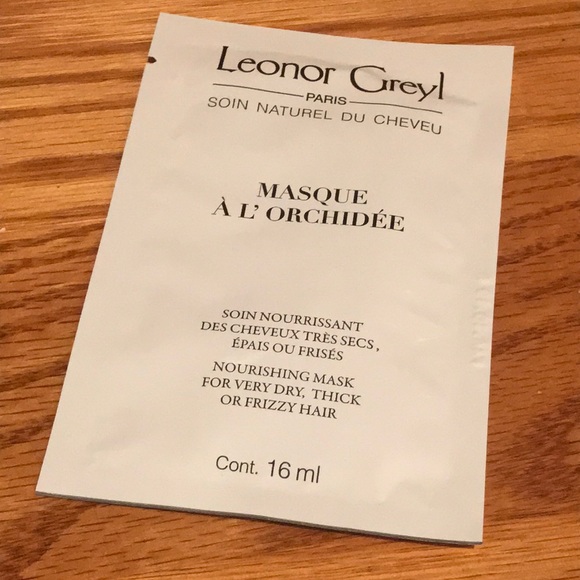 Leonor Greyl
PARIS
SOIN NATUREL DU CHEVEU
MASQUE
À L' ORCHIDÉE
SOIN NOURRISSANT
DES CHEVEUX TRÈS SECS,
ÉPAIS OU FRISÉS
NOURISHING MASK
FOR VERY DRY, THICK
OR FRIZZY HAIR
Cont. 16 ml